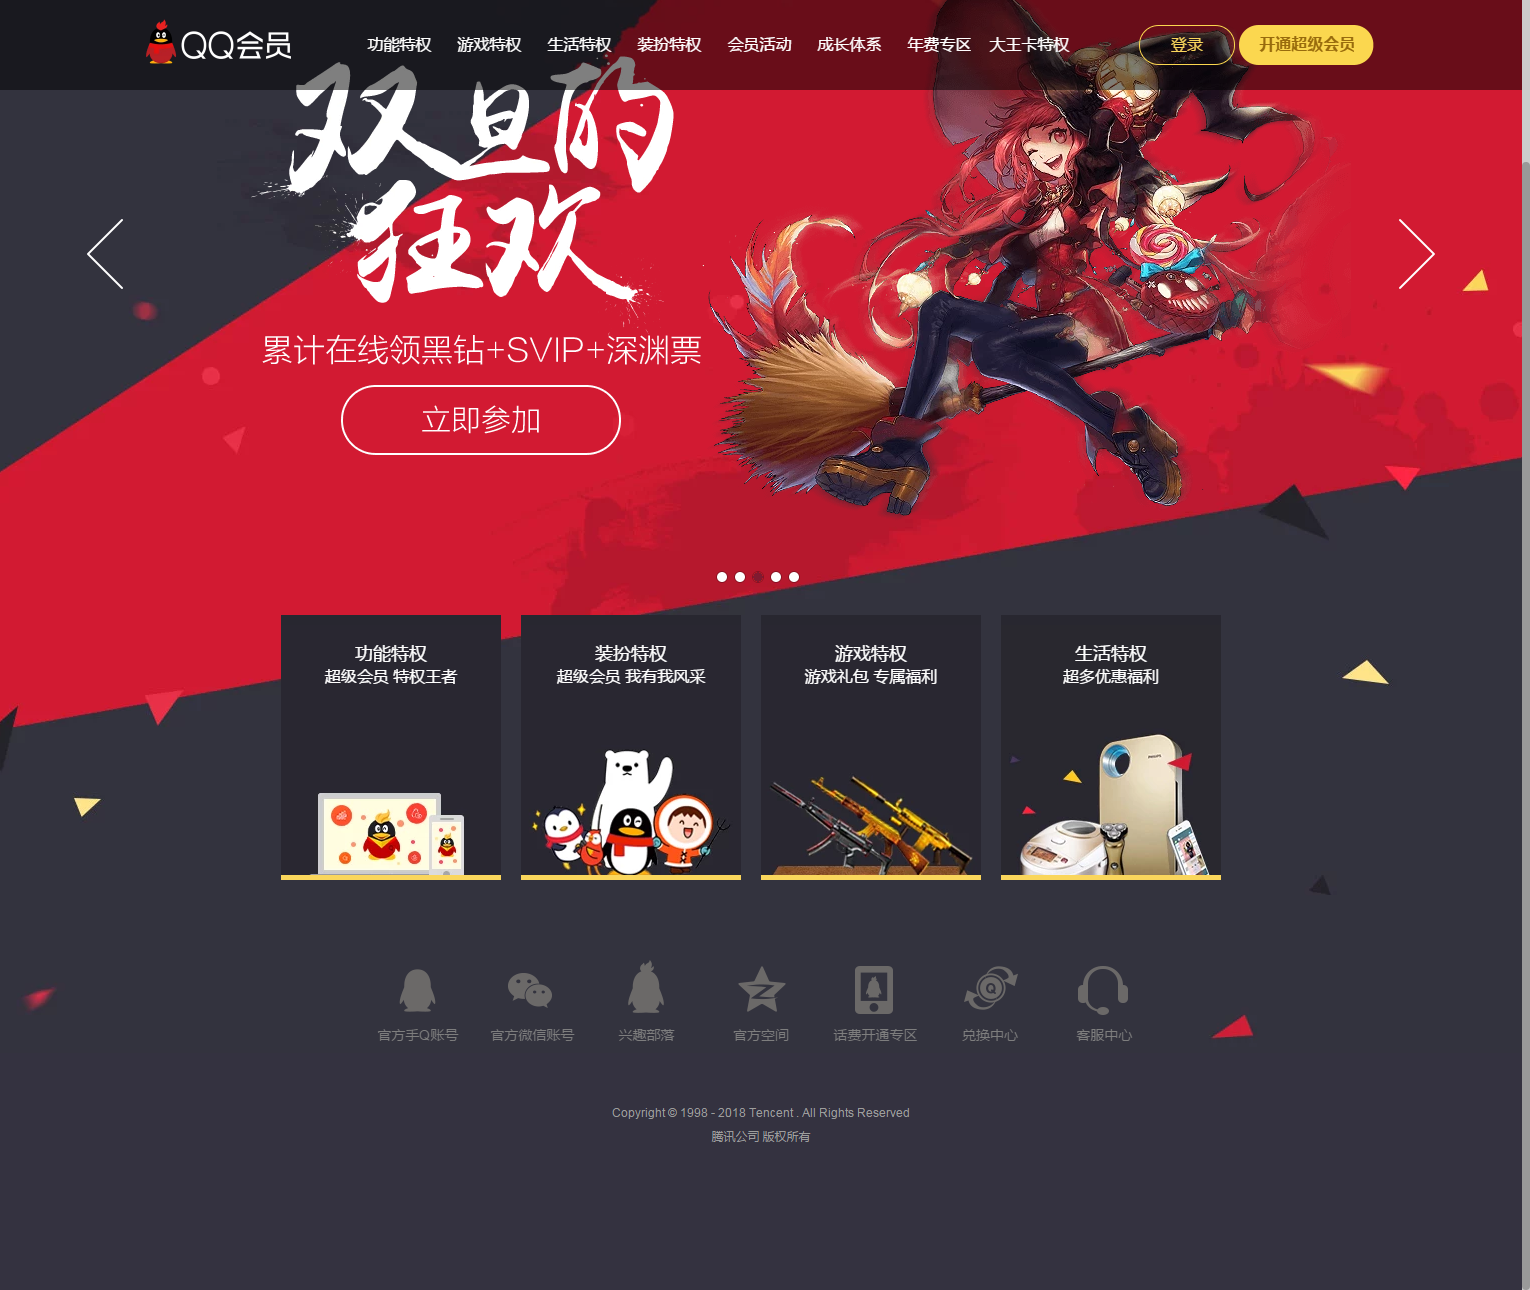 QQ会员
功能特权 游戏特权 生活特权 装扮特权 会员活动 成长体系 年费专区 大王卡特权 登录 开通超级会员
双旦的
狂欢
累计在线领黑钻+SVIP+深渊票
立即参加
功能特权
超级会员 特权王者
装扮特权
超级会员 我有我风采
游戏特权
游戏礼包 专属福利
生活特权
超多优惠福利
官方手Q账号 官方微信账号 兴趣部落 官方空间 话费开通专区 兑换中心 客服中心
Copyright © 1998 - 2018 Tencent . All Rights Reserved
腾讯公司 版权所有